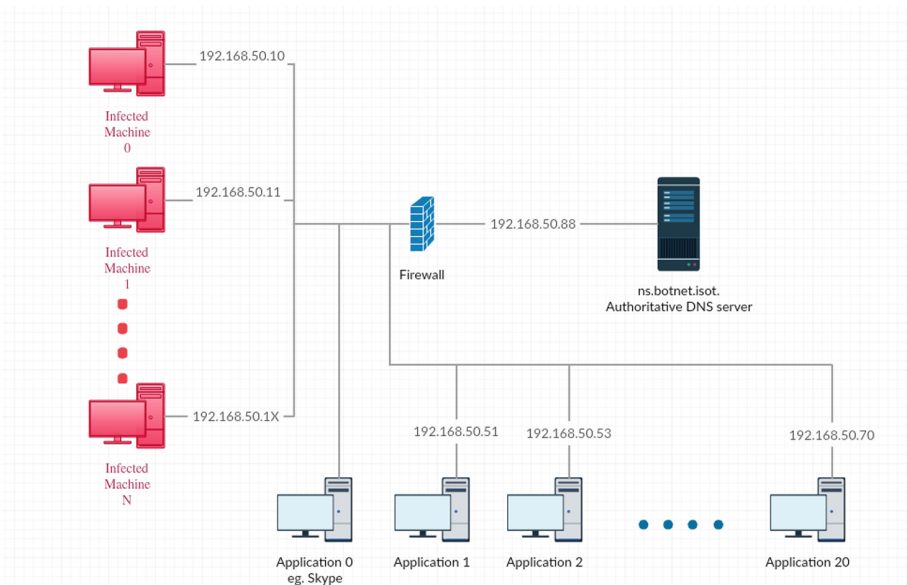 192.168.50.10
Infected
Machine
0
192.168.50.11
Infected
Machine
1
192.168.50.88
Firewall
ns.botnet.isot.
Authoritative DNS server
192.168.50.1X
Infected
Machine
N
192.168.50.51
192.168.50.53
192.168.50.70
Application 0
eg. Skype
Application 1
Application 2
Application 20